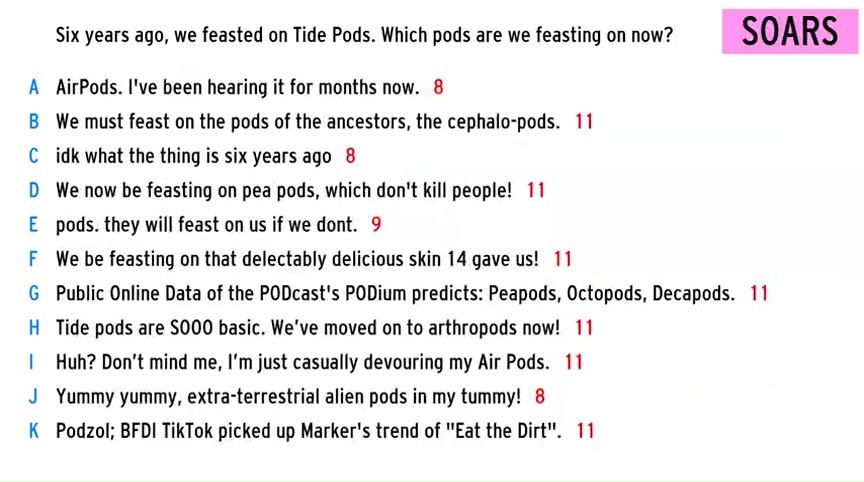 Six years ago, we feasted on Tide Pods. Which pods are we feasting on now?
SOARS
A AirPods. I've been hearing it for months now. 8
B We must feast on the pods of the ancestors, the cephalo-pods. 11
C idk what the thing is six years ago 8
D We now be feasting on pea pods, which don't kill people! 11
E pods. they will feast on us if we dont. 9
F We be feasting on that delectably delicious skin 14 gave us! 11
G Public Online Data of the PODcast's PODium predicts: Peapods, Octopods, Decapods. 11
H Tide pods are SOOO basic. We’ve moved on to arthropods now! 11
I Huh? Don’t mind me, I’m just casually devouring my Air Pods. 11
J Yummy yummy, extra-terrestrial alien pods in my tummy! 8
K Podzol; BFDI TikTok picked up Marker's trend of "Eat the Dirt". 11